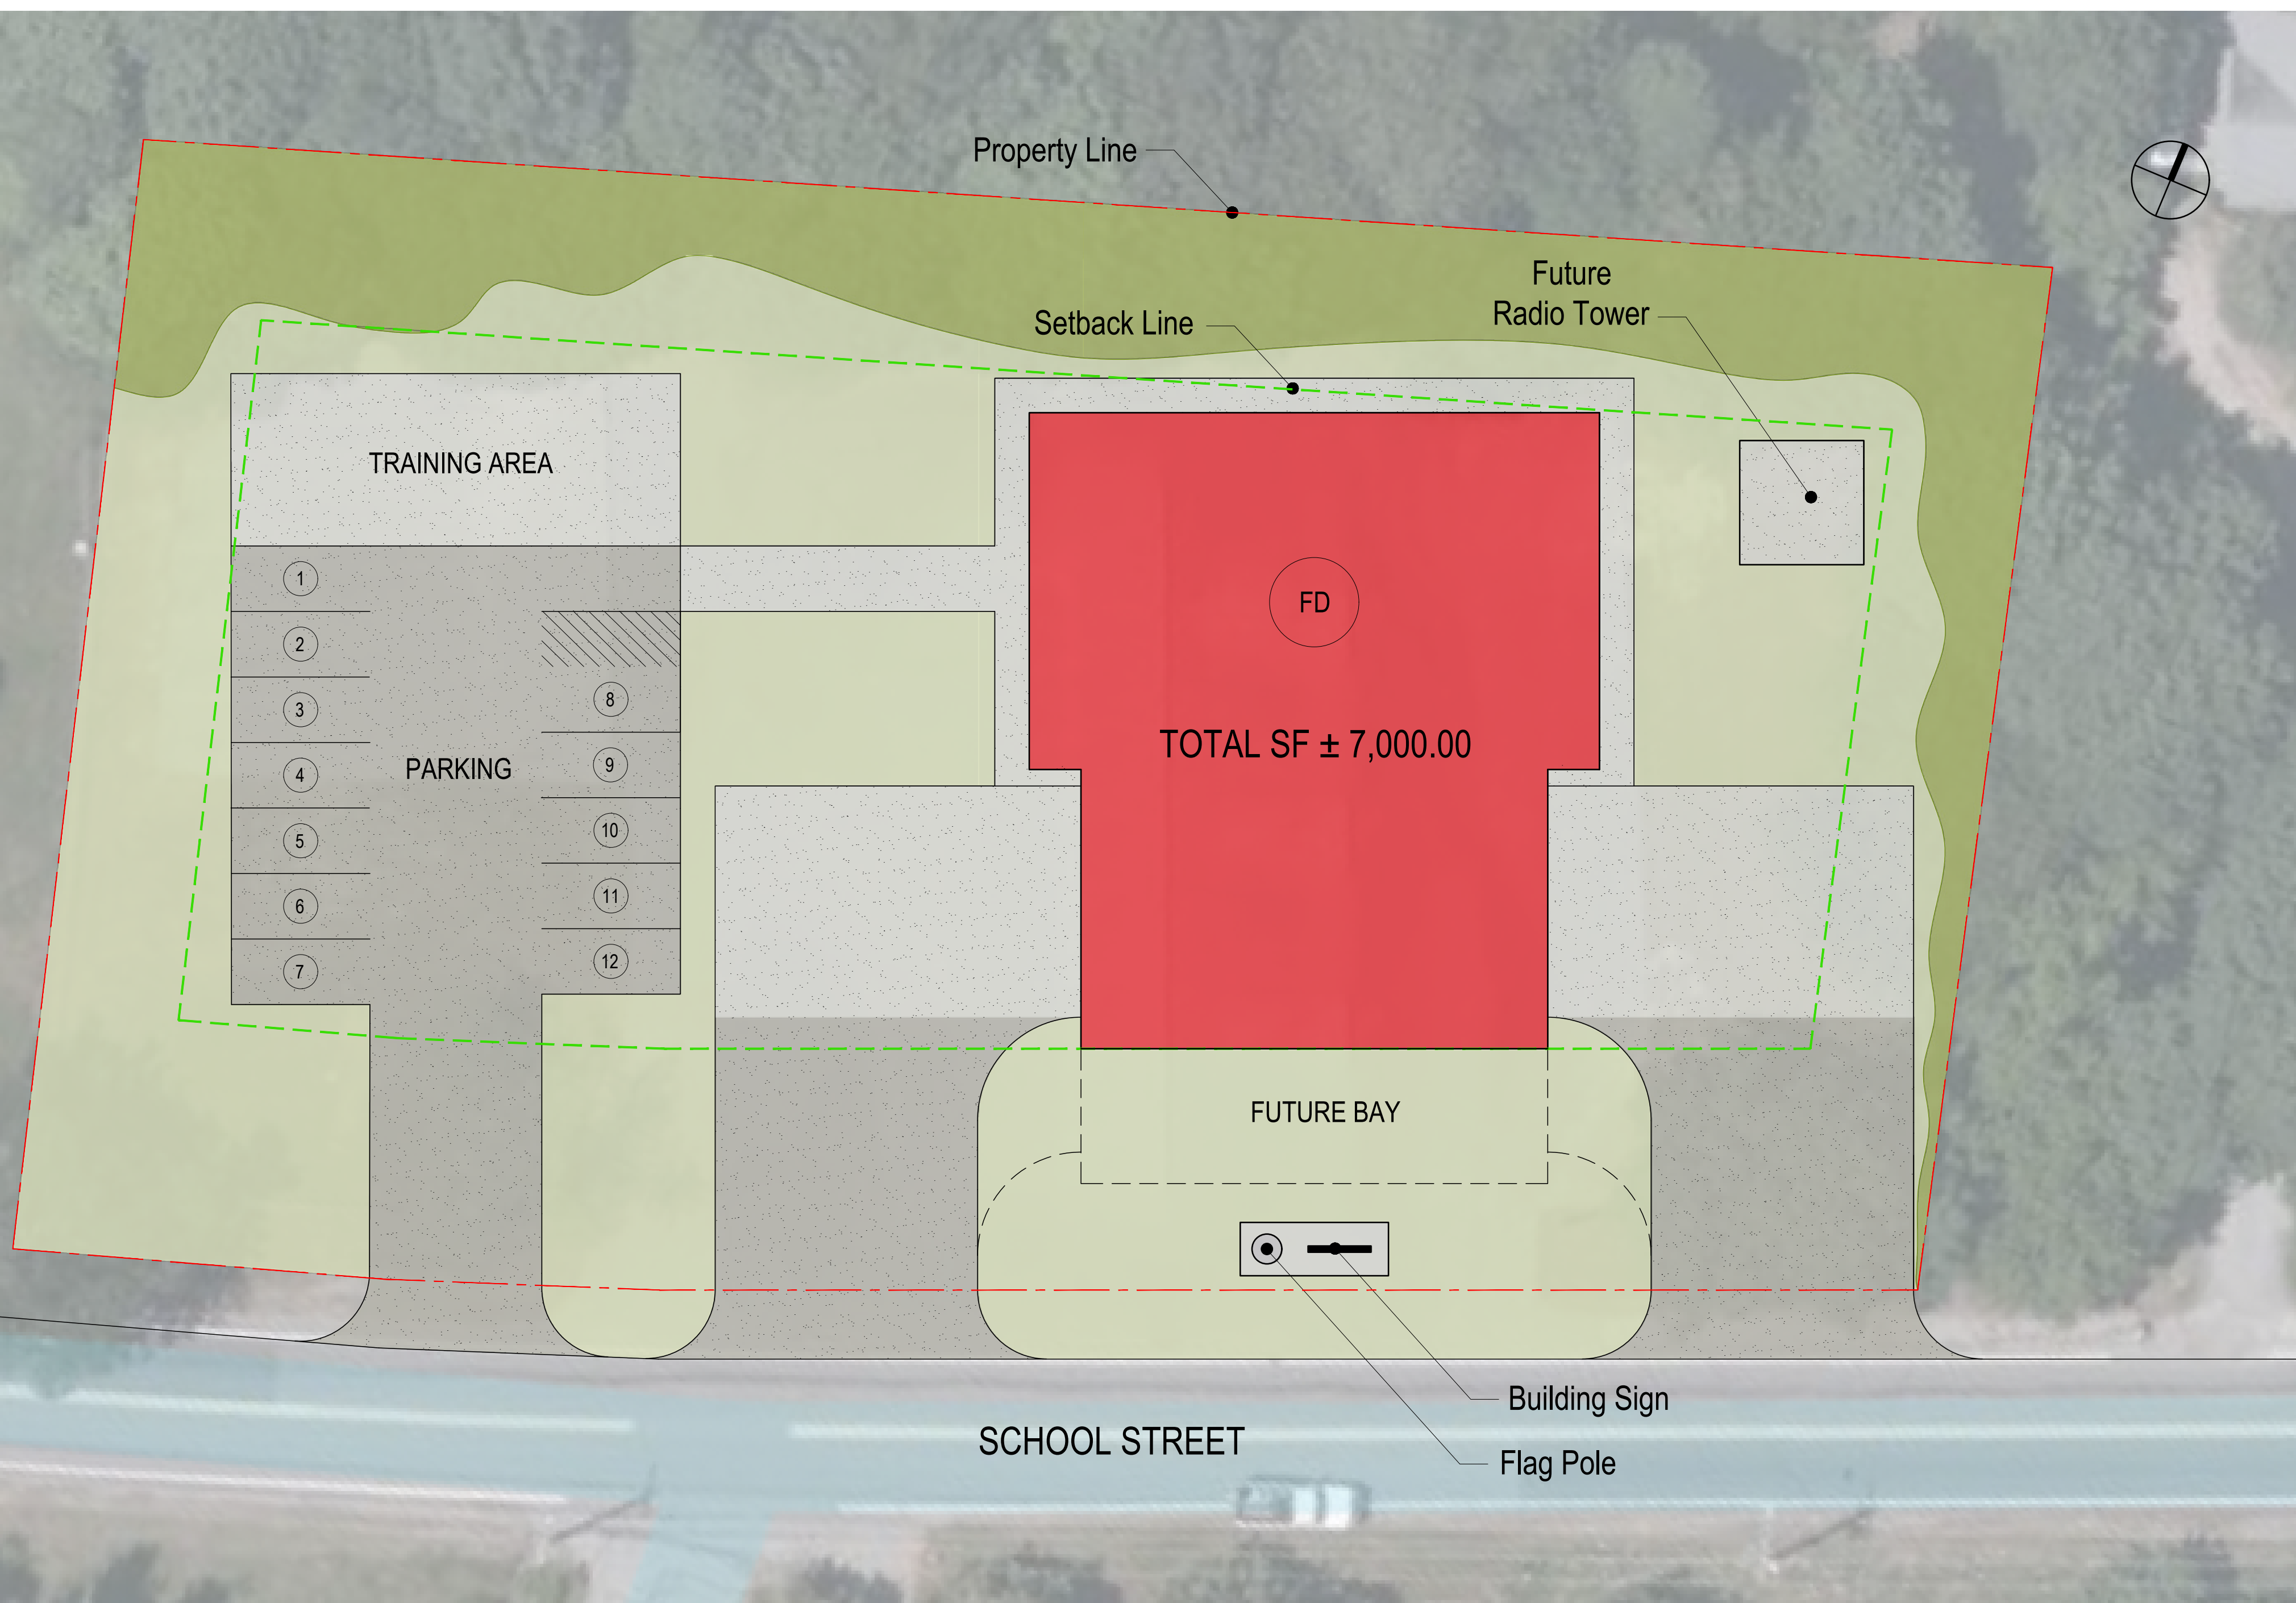 Property Line
Future
Radio Tower
Setback Line
TRAINING AREA
1
2
3
4
5
6
7
PARKING
8
9
10
11
12
FD
TOTAL SF ± 7,000.00
FUTURE BAY
Building Sign
SCHOOL STREET
Flag Pole